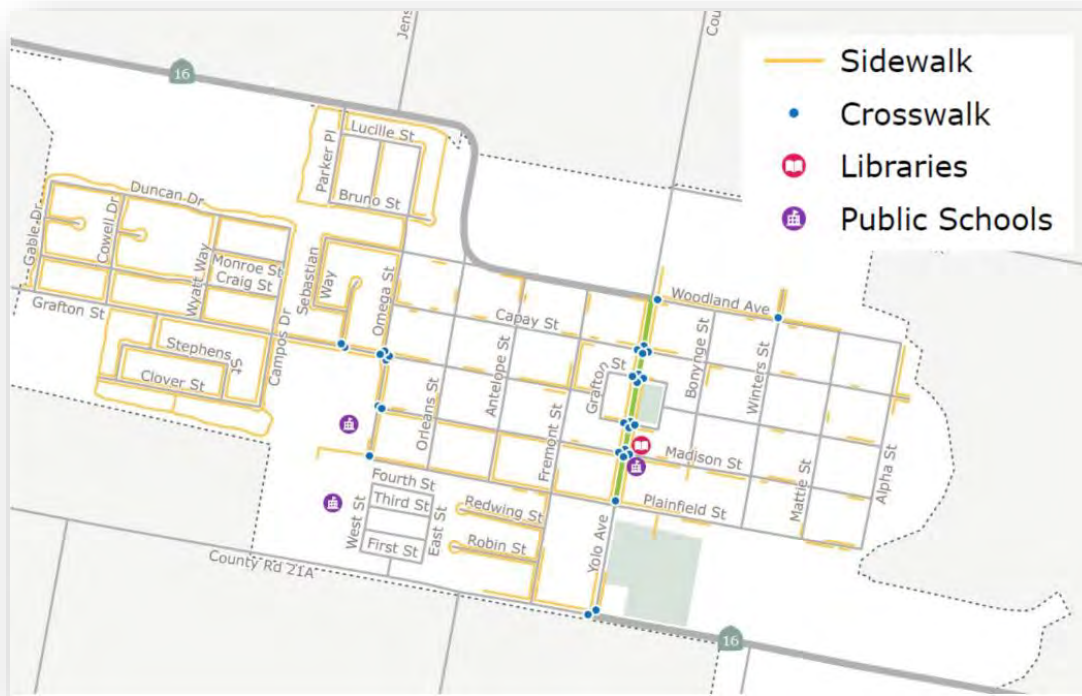 Jens
Cou
16
Sidewalk
Crosswalk
Libraries
Public Schools
Lucille St
Parker Pl
Bruno St
Duncan Dr
Gable Dr
Cowell Dr
Wyatt Way
Monroe St
Craig St
Sebastian
Way
Omega St
Grafton St
Campos Dr
Stephens St
Clover St
Woodland Ave
Capay St
Orleans St
Antelope St
Fremont St
Grafton St
Bonynge St
Winters St
Madison St
Mattie St
Alpha St
Plainfield St
Fourth St
Third St
First St
West St
East St
Redwing St
Robin St
Yolo Ave
County Rd 21A
16